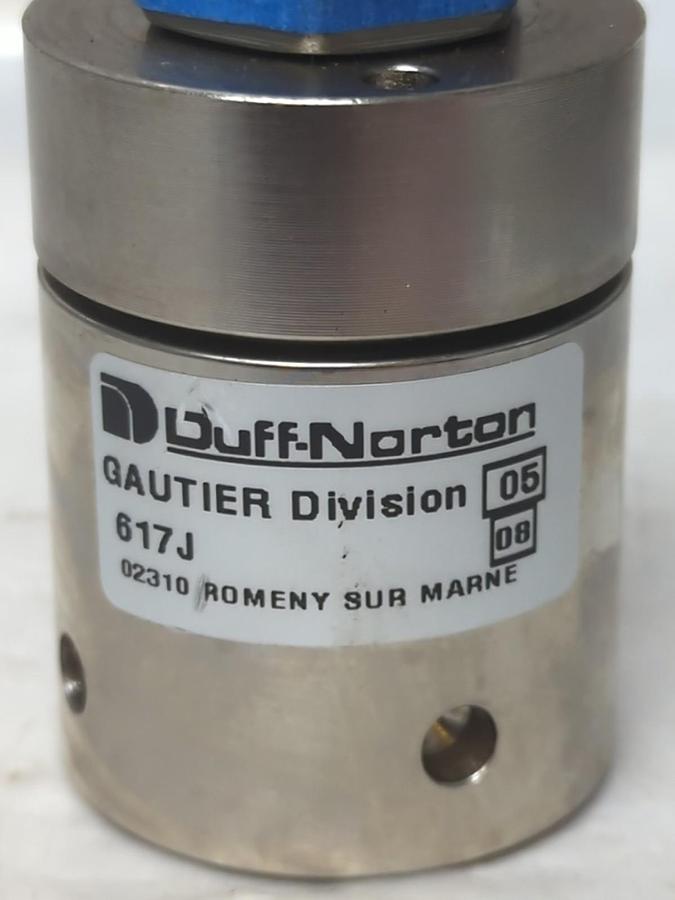 Duff-Norton
GAUTIER Division 05
617J 08
02310 ROMENY SUR MARNE